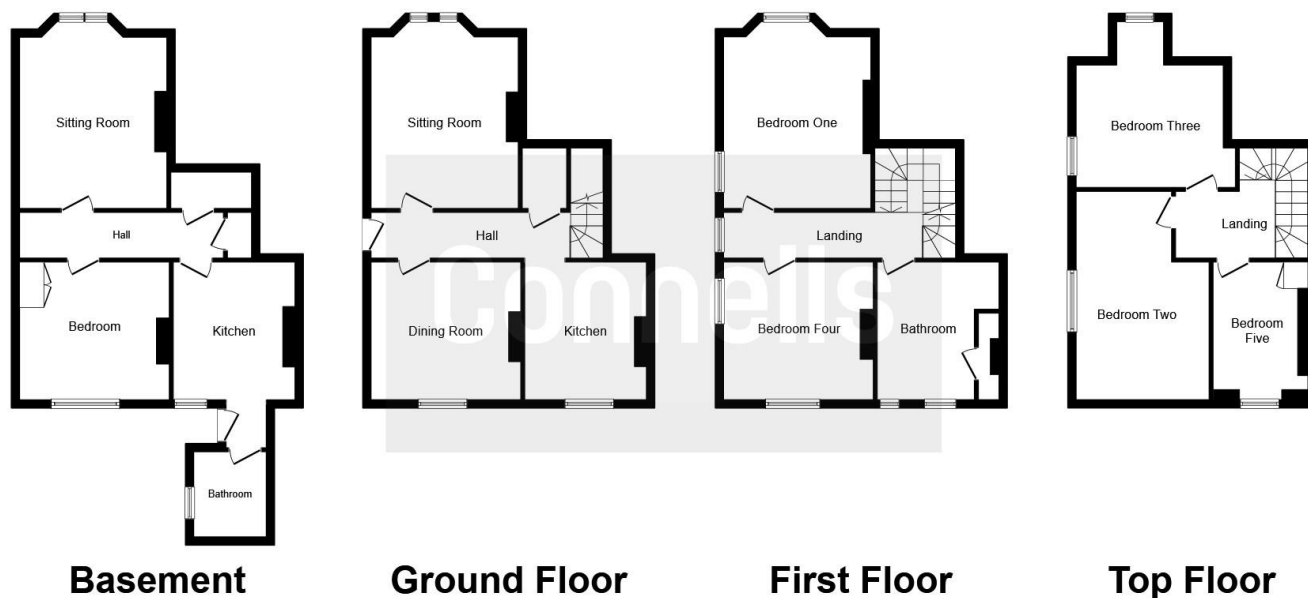 Sitting Room
Hall
Bedroom
Kitchen
Bathroom
Basement
Sitting Room
Hall
Dining Room
Kitchen
Ground Floor
Bedroom One
Landing
Bedroom Four
Bathroom
First Floor
Bedroom Three
Landing
Bedroom Two
Bedroom
Five
Top Floor
Connells